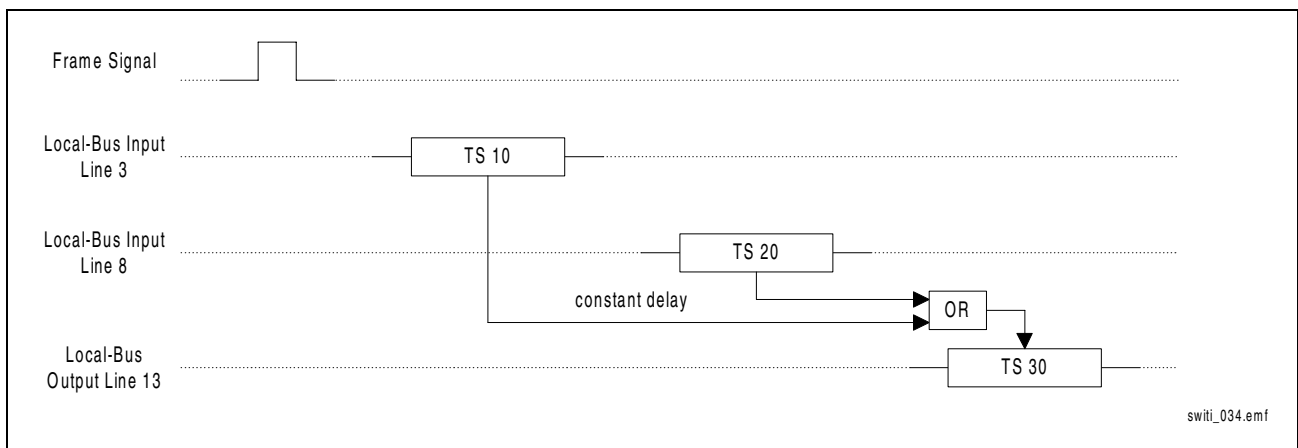 Frame Signal
Local-Bus Input
Line 3
TS 10
Local-Bus Input
Line 8
TS 20
constant delay
OR
Local-Bus
Output Line 13
TS 30
switi_034.emf